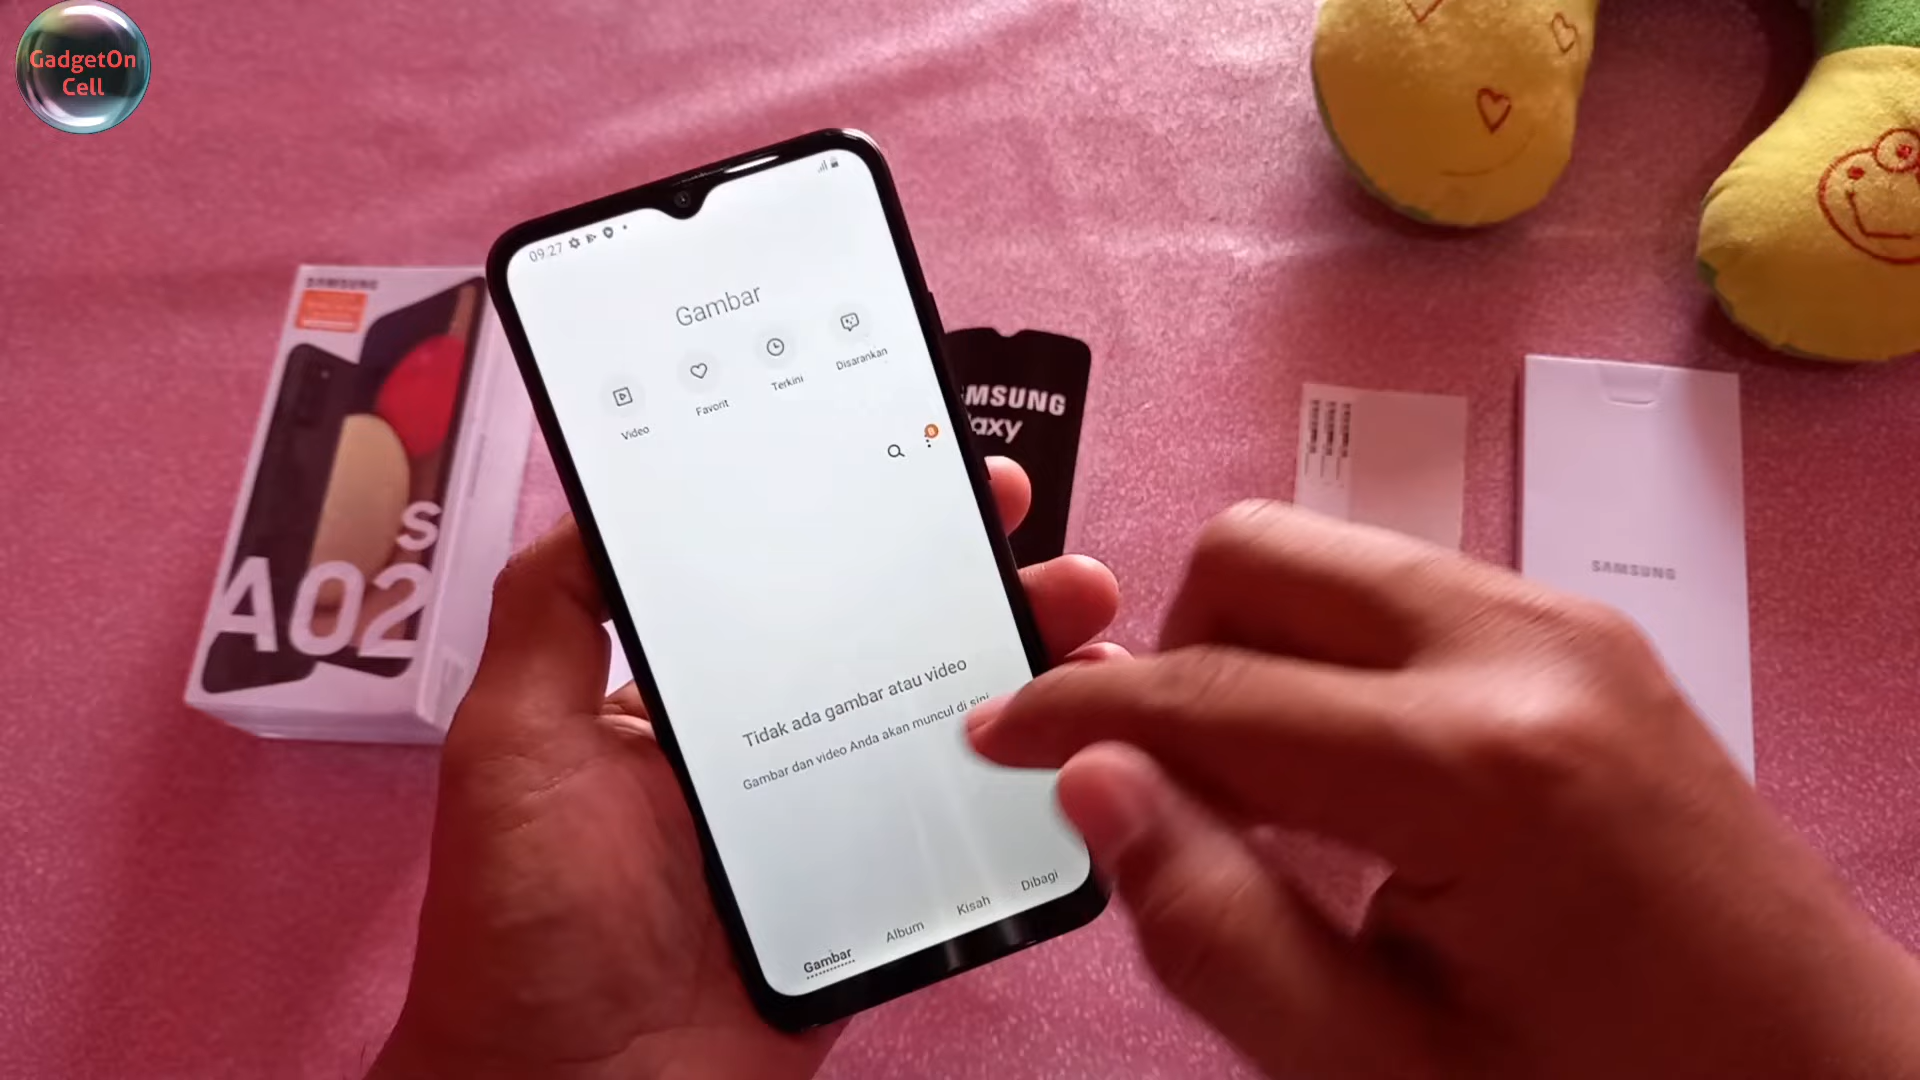 GadgetOn
Cell
SAMSUNG
09.27
Gambar
Video
Favorit
Terkini
Disarankan
Tidak ada gambar atau video
Gambar dan video Anda akan muncul di sini
Gambar
Album
Kisah
Dibagi
S
A02
MSUNG
axy
SAMSUNG